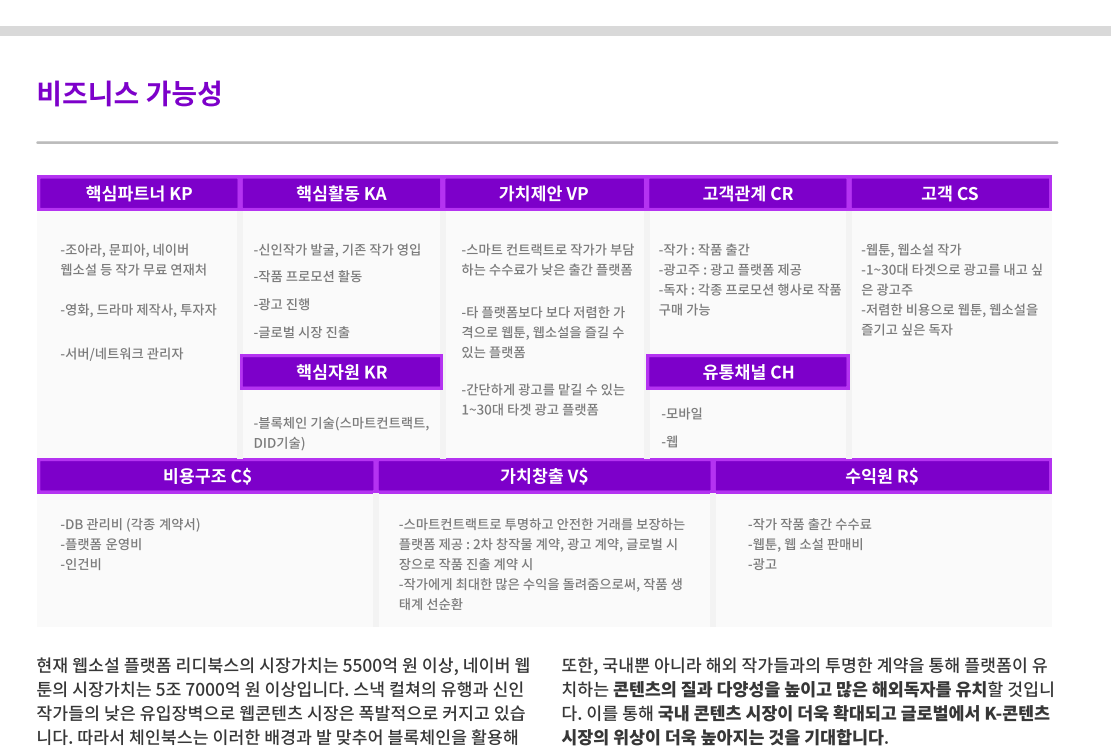 비즈니스 가능성
핵심파트너 KP
-조아라, 문피아, 네이버
웹소설 등 작가 무료 연재처
-영화, 드라마 제작사, 투자자
-서버/네트워크 관리자
핵심활동 KA
-신인작가 발굴, 기존 작가 영입
-작품 프로모션 활동
-광고 진행
-글로벌 시장 진출
핵심자원 KR
-블록체인 기술(스마트컨트랙트,
DID기술)
가치제안 VP
-스마트 컨트랙트로 작가가 부담
하는 수수료가 낮은 출간 플랫폼
-타 플랫폼보다 보다 저렴한 가
격으로 웹툰, 웹소설을 즐길 수
있는 플랫폼
-간단하게 광고를 맡길 수 있는
1~30대 타겟 광고 플랫폼
고객관계 CR
-작가 : 작품 출간
-광고주 : 광고 플랫폼 제공
-독자 : 각종 프로모션 행사로 작품
구매 가능
유통채널 CH
-모바일
-웹
고객 CS
-웹툰, 웹소설 작가
-1~30대 타겟으로 광고를 내고 싶
은 광고주
-저렴한 비용으로 웹툰, 웹소설을
즐기고 싶은 독자
비용구조 C$
-DB 관리비 (각종 계약서)
-플랫폼 운영비
-인건비
가치창출 V$
-스마트컨트랙트로 투명하고 안전한 거래를 보장하는
플랫폼 제공 : 2차 창작물 계약, 광고 계약, 글로벌 시
장으로 작품 진출 계약 시
-작가에게 최대한 많은 수익을 돌려줌으로써, 작품 생
태계 선순환
수익원 R$
-작가 작품 출간 수수료
-웹툰, 웹 소설 판매비
-광고
현재 웹소설 플랫폼 리디북스의 시장가치는 5500억 원 이상, 네이버 웹
툰의 시장가치는 5조 7000억 원 이상입니다. 스낵 컬쳐의 유행과 신인
작가들의 낮은 유입장벽으로 웹콘텐츠 시장은 폭발적으로 커지고 있습
니다. 따라서 체인북스는 이러한 배경과 발 맞추어 블록체인을 활용해
또한, 국내뿐 아니라 해외 작가들과의 투명한 계약을 통해 플랫폼이 유
치하는 콘텐츠의 질과 다양성을 높이고 많은 해외독자를 유치할 것입니
다. 이를 통해 국내 콘텐츠 시장이 더욱 확대되고 글로벌에서 K-콘텐츠
시장의 위상이 더욱 높아지는 것을 기대합니다.